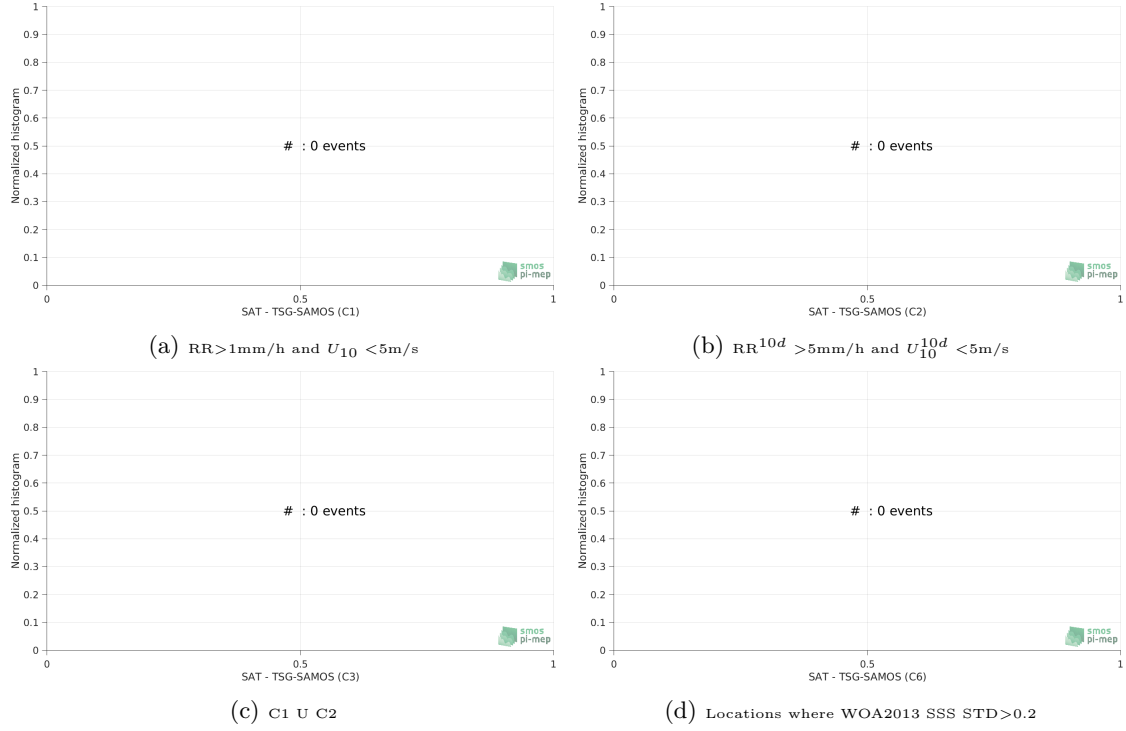 1
0.9
0.8
0.7
0.6
0.5
0.4
0.3
0.2
0.1
0
Normalized histogram
# : 0 events
smos
pi-mep
0 0.5 1
SAT - TSG-SAMOS (C1)
(a) RR>1mm/h and U10 <5m/s
1
0.9
0.8
0.7
0.6
0.5
0.4
0.3
0.2
0.1
0
Normalized histogram
# : 0 events
smos
pi-mep
0 0.5 1
SAT - TSG-SAMOS (C2)
(b) RR^10d >5mm/h and U10^10d <5m/s
1
0.9
0.8
0.7
0.6
0.5
0.4
0.3
0.2
0.1
0
Normalized histogram
# : 0 events
smos
pi-mep
0 0.5 1
SAT - TSG-SAMOS (C3)
(c) C1 U C2
1
0.9
0.8
0.7
0.6
0.5
0.4
0.3
0.2
0.1
0
Normalized histogram
# : 0 events
smos
pi-mep
0 0.5 1
SAT - TSG-SAMOS (C6)
(d) Locations where WOA2013 SSS STD>0.2